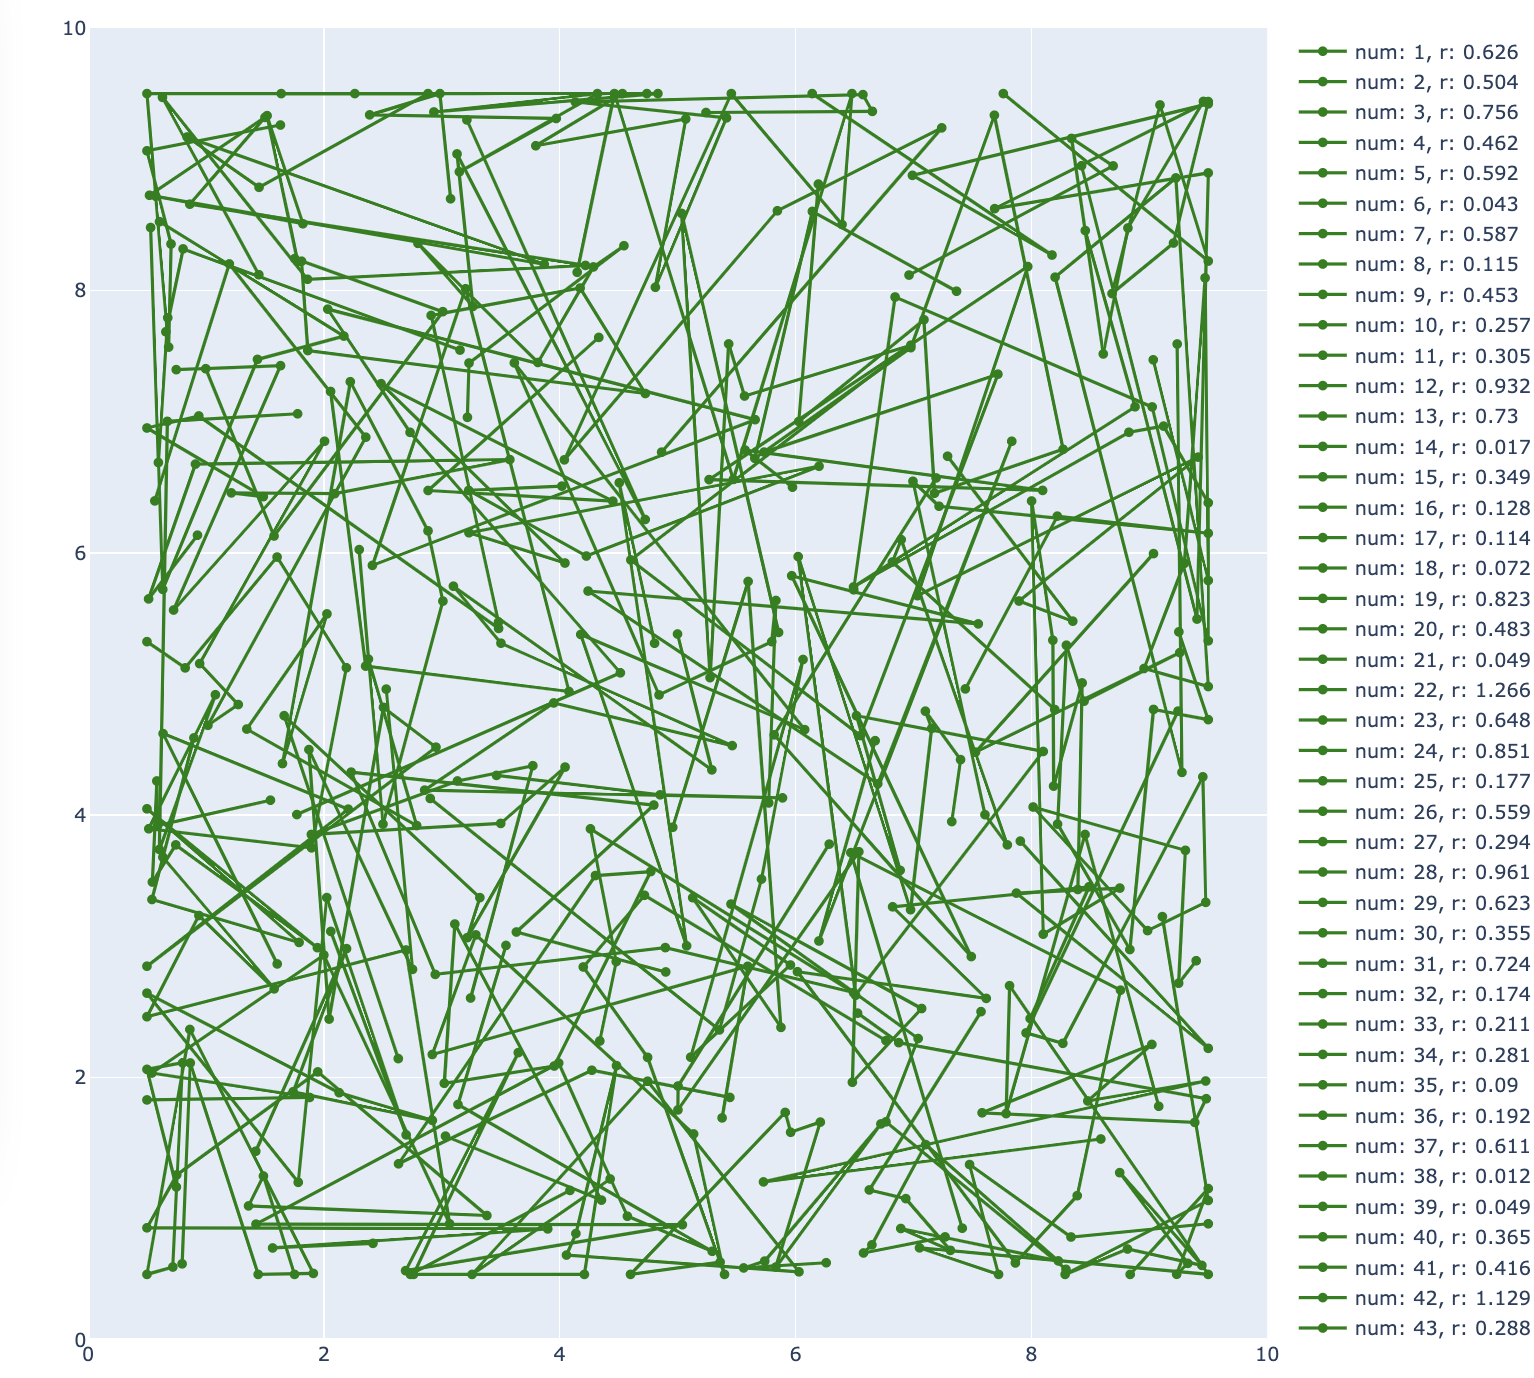 10
8
6
4
2
0
0 2 4 6 8 10
num: 1, r: 0.626
num: 2, r: 0.504
num: 3, r: 0.756
num: 4, r: 0.462
num: 5, r: 0.592
num: 6, r: 0.043
num: 7, r: 0.587
num: 8, r: 0.115
num: 9, r: 0.453
num: 10, r: 0.257
num: 11, r: 0.305
num: 12, r: 0.932
num: 13, r: 0.73
num: 14, r: 0.017
num: 15, r: 0.349
num: 16, r: 0.128
num: 17, r: 0.114
num: 18, r: 0.072
num: 19, r: 0.823
num: 20, r: 0.483
num: 21, r: 0.049
num: 22, r: 1.266
num: 23, r: 0.648
num: 24, r: 0.851
num: 25, r: 0.177
num: 26, r: 0.559
num: 27, r: 0.294
num: 28, r: 0.961
num: 29, r: 0.623
num: 30, r: 0.355
num: 31, r: 0.724
num: 32, r: 0.174
num: 33, r: 0.211
num: 34, r: 0.281
num: 35, r: 0.09
num: 36, r: 0.192
num: 37, r: 0.611
num: 38, r: 0.012
num: 39, r: 0.049
num: 40, r: 0.365
num: 41, r: 0.416
num: 42, r: 1.129
num: 43, r: 0.288